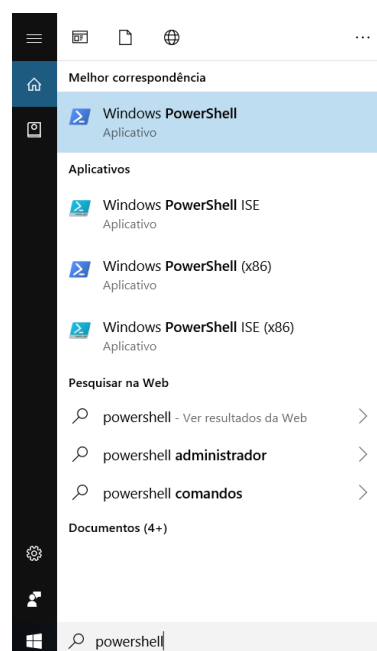 Melhor correspondência
Windows PowerShell
Aplicativo
Aplicativos
Windows PowerShell ISE
Aplicativo
Windows PowerShell (x86)
Aplicativo
Windows PowerShell ISE (x86)
Aplicativo
Pesquisar na Web
powershell - Ver resultados da Web
powershell administrador
powershell comandos
Documentos (4+)
powershell